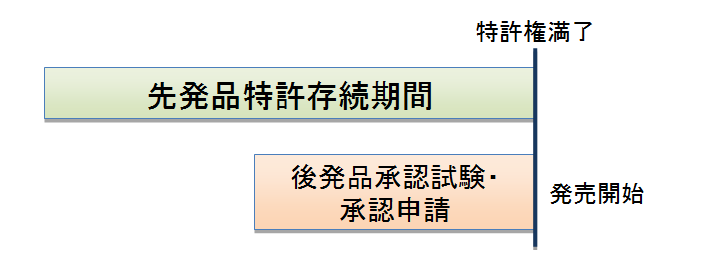 特許権満了
先発品特許存続期間
後発品承認試験・
承認申請
発売開始